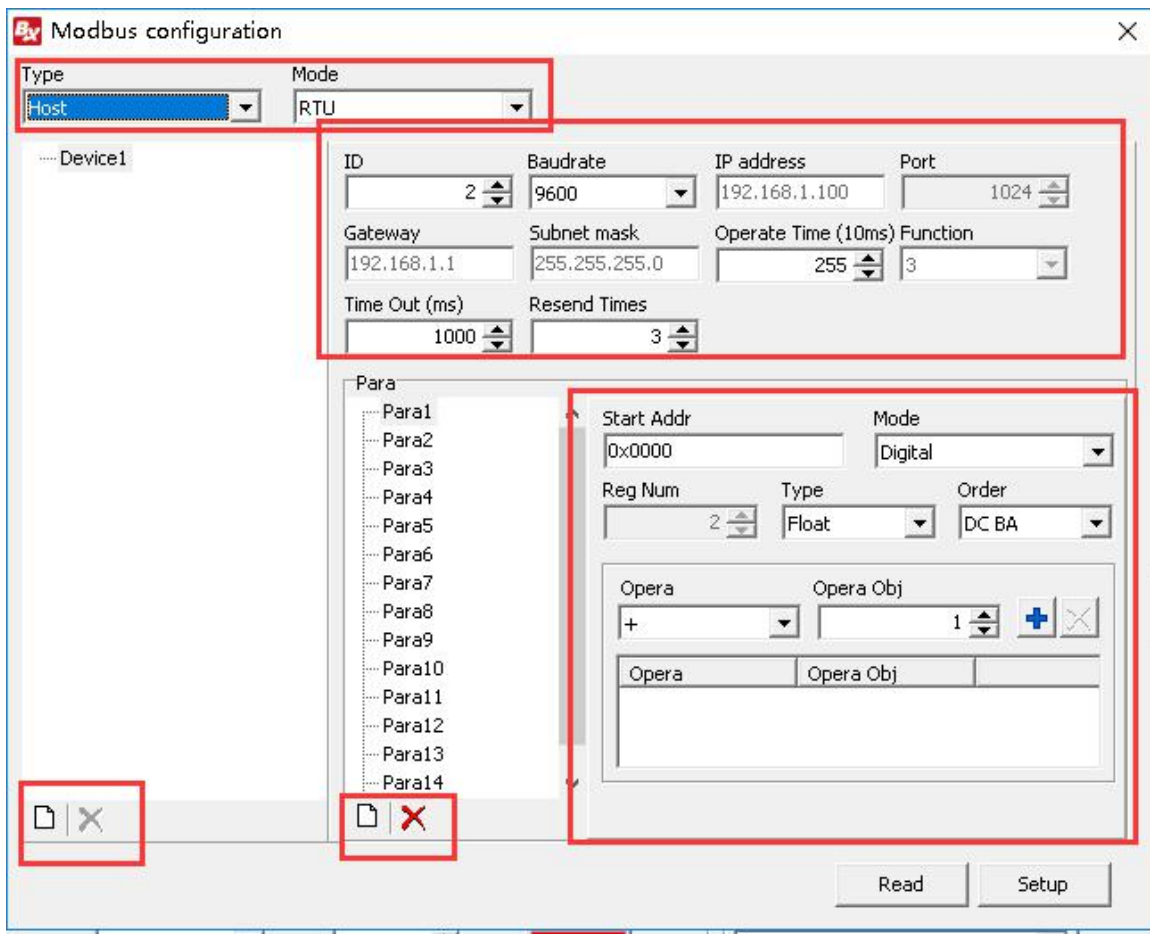 BX Modbus configuration
Type Mode
Host RTU
Device1
ID Baudrate IP address Port
2 9600 192.168.1.100 1024
Gateway Subnet mask Operate Time (10ms) Function
192.168.1.1 255.255.255.0 255 3
Time Out (ms) Resend Times
1000 3
Para
Para1
Para2
Para3
Para4
Para5
Para6
Para7
Para8
Para9
Para10
Para11
Para12
Para13
Para14
Start Addr Mode
0x0000 Digital
Reg Num Type Order
2 Float DC BA
Opera Opera Obj
+ 1
Opera Opera Obj
Read Setup